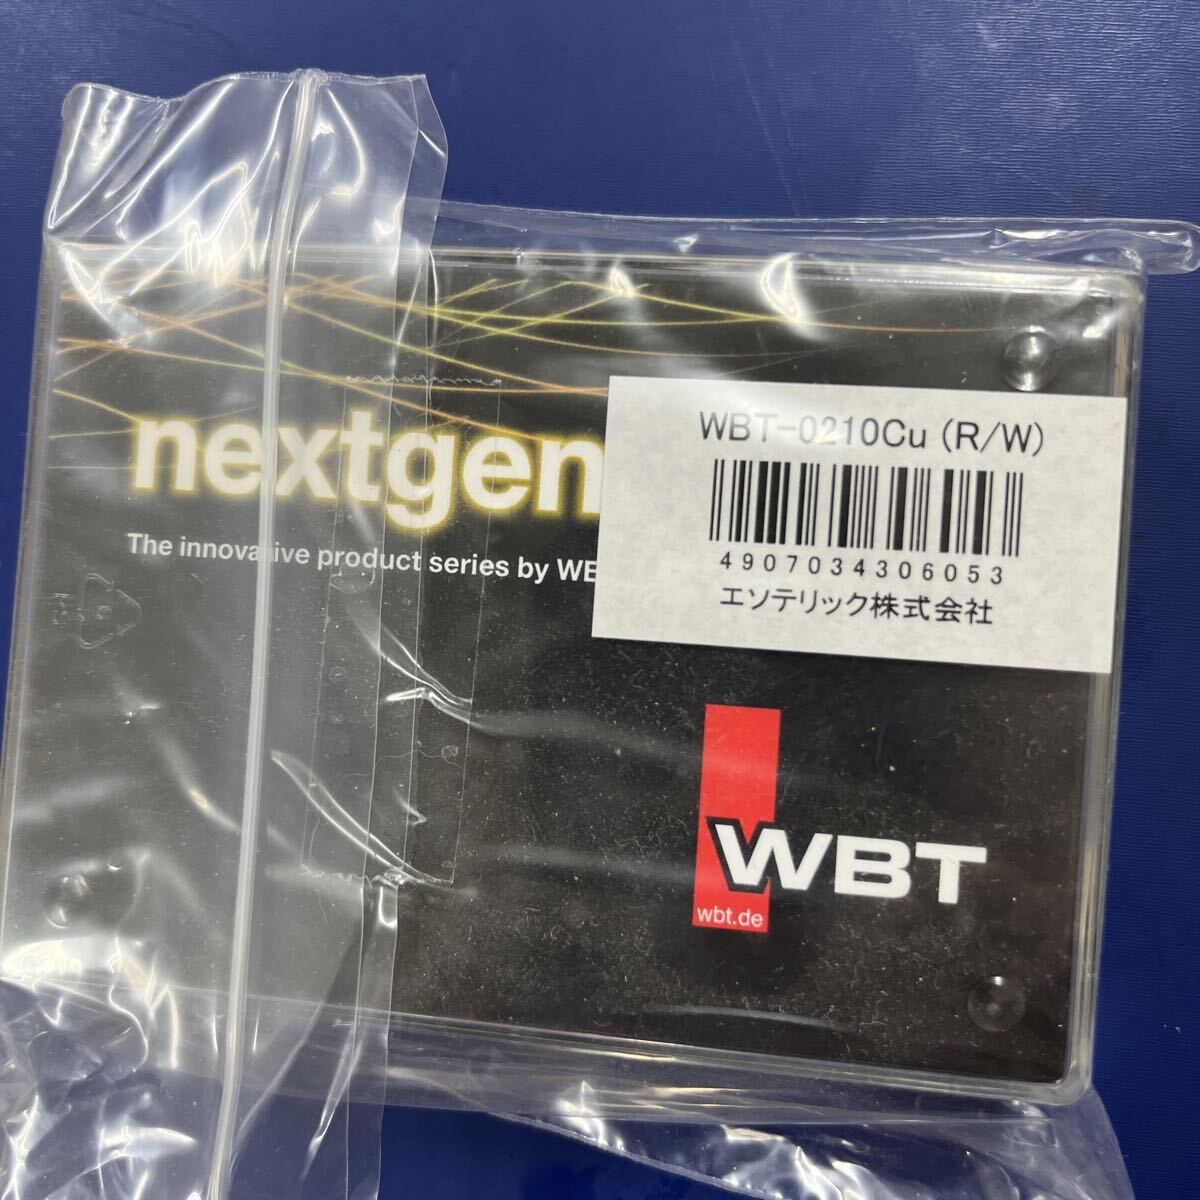 nextgen
The innovative product series by WB
WBT-0210Cu (R/W)
4907034306053
エソテリック株式会社
WBT
wbt.de